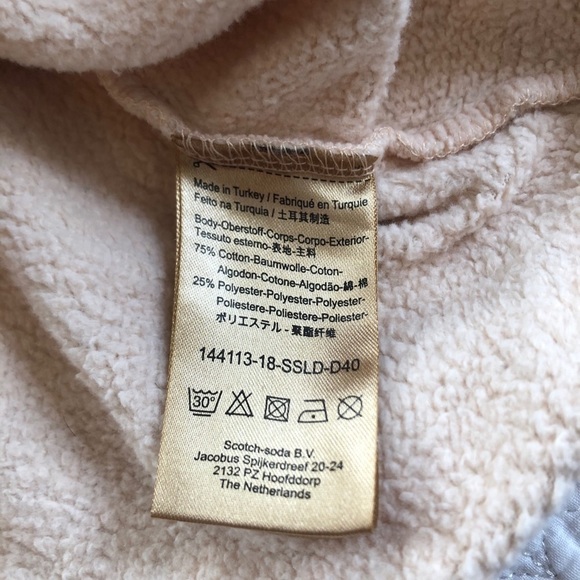 Made in Turkey / Fabriqué en Turquie
Feito na Turquia / 土耳其制造
Body-Oberstoff-Corps-Corpo-Exterior-
Tessuto esterno-表地-主料
75% Cotton-Baumwolle-Coton-
Algodon-Cotone-Algodão-綿-棉
25% Polyester-Polyester-Polyester-
Poliestere-Poliestere-Poliester-
ポリエステル - 聚酯纤维
144113-18-SSLD-D40
30°
Scotch-soda B.V.
Jacobus Spijkerdreef 20-24
2132 PZ Hoofddorp
The Netherlands